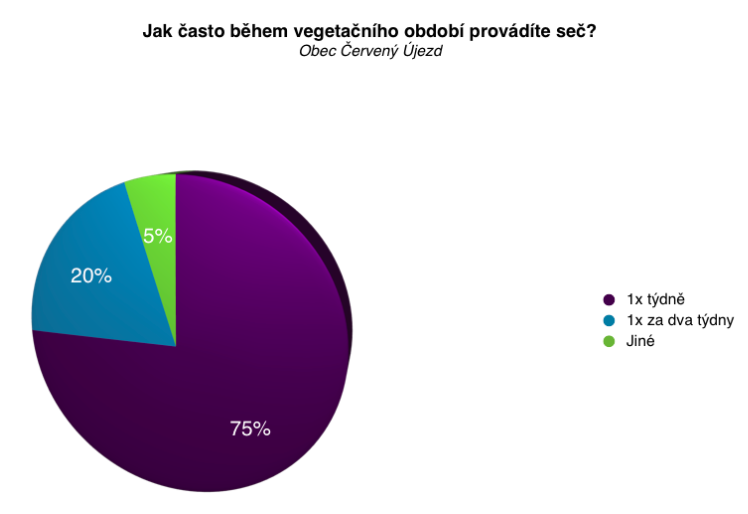 Jak často během vegetačního období provádíte seč?
Obec Červený Újezd
5%
20%
75%
1x týdně
1x za dva týdny
Jiné